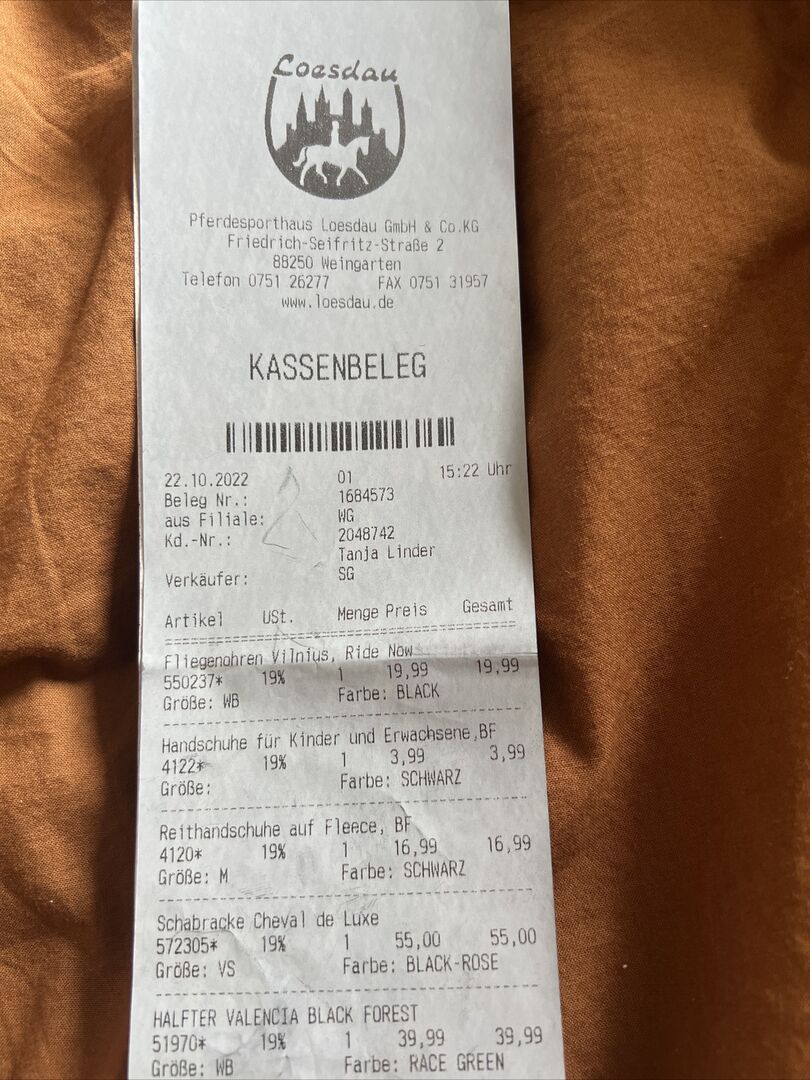 Loesdau
Pferdesporthaus Loesdau GmbH & Co.KG
Friedrich-Seifritz-Straße 2
88250 Weingarten
Telefon 0751 26277 FAX 0751 31957
www.loesdau.de
KASSENBELEG
22.10.2022 01 15:22 Uhr
Beleg Nr.: 1684573
aus Filiale: WG
Kd.-Nr.: 2048742
Tanja Linder
Verkäufer: SG
Artikel USt. Menge Preis Gesamt
Fliegenohren Vilnius, Ride Now
550237* 19% 1 19,99 19,99
Größe: WB Farbe: BLACK
Handschuhe für Kinder und Erwachsene,BF
4122* 19% 1 3,99 3,99
Größe: Farbe: SCHWARZ
Reithandschuhe auf Fleece, BF
4120* 19% 1 16,99 16,99
Größe: M Farbe: SCHWARZ
Schabracke Cheval de Luxe
572305* 19% 1 55,00 55,00
Größe: VS Farbe: BLACK-ROSE
HALFTER VALENCIA BLACK FOREST
51970* 19% 1 39,99 39,99
Größe: WB Farbe: RACE GREEN